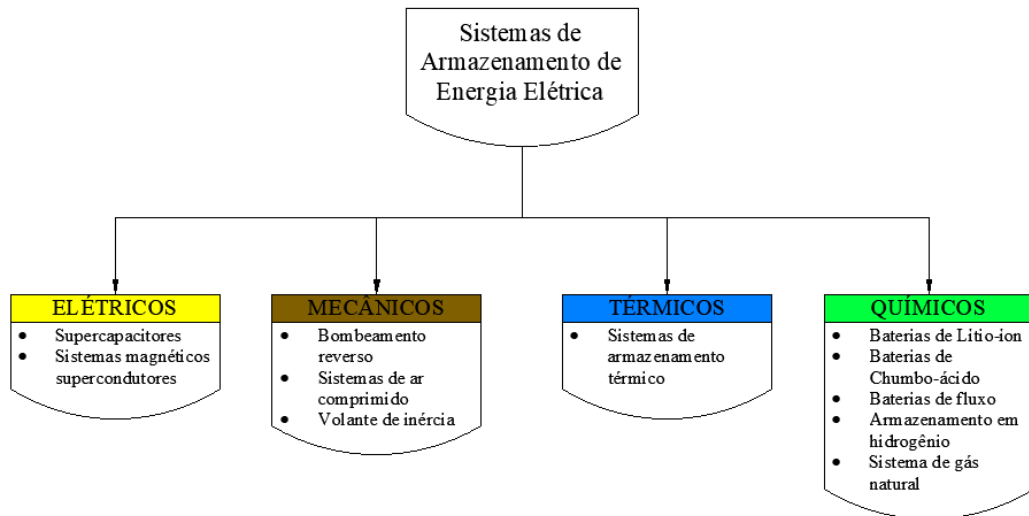 Sistemas de
Armazenamento de
Energia Elétrica
ELÉTRICOS
• Supercapacitores
• Sistemas magnéticos
supercondutores
MECÂNICOS
• Bombeamento
reverso
• Sistemas de ar
comprimido
• Volante de inércia
TÉRMICOS
• Sistemas de
armazenamento
térmico
QUÍMICOS
• Baterias de Litio-ion
• Baterias de
Chumbo-ácido
• Baterias de fluxo
• Armazenamento em
hidrogênio
• Sistema de gás
natural